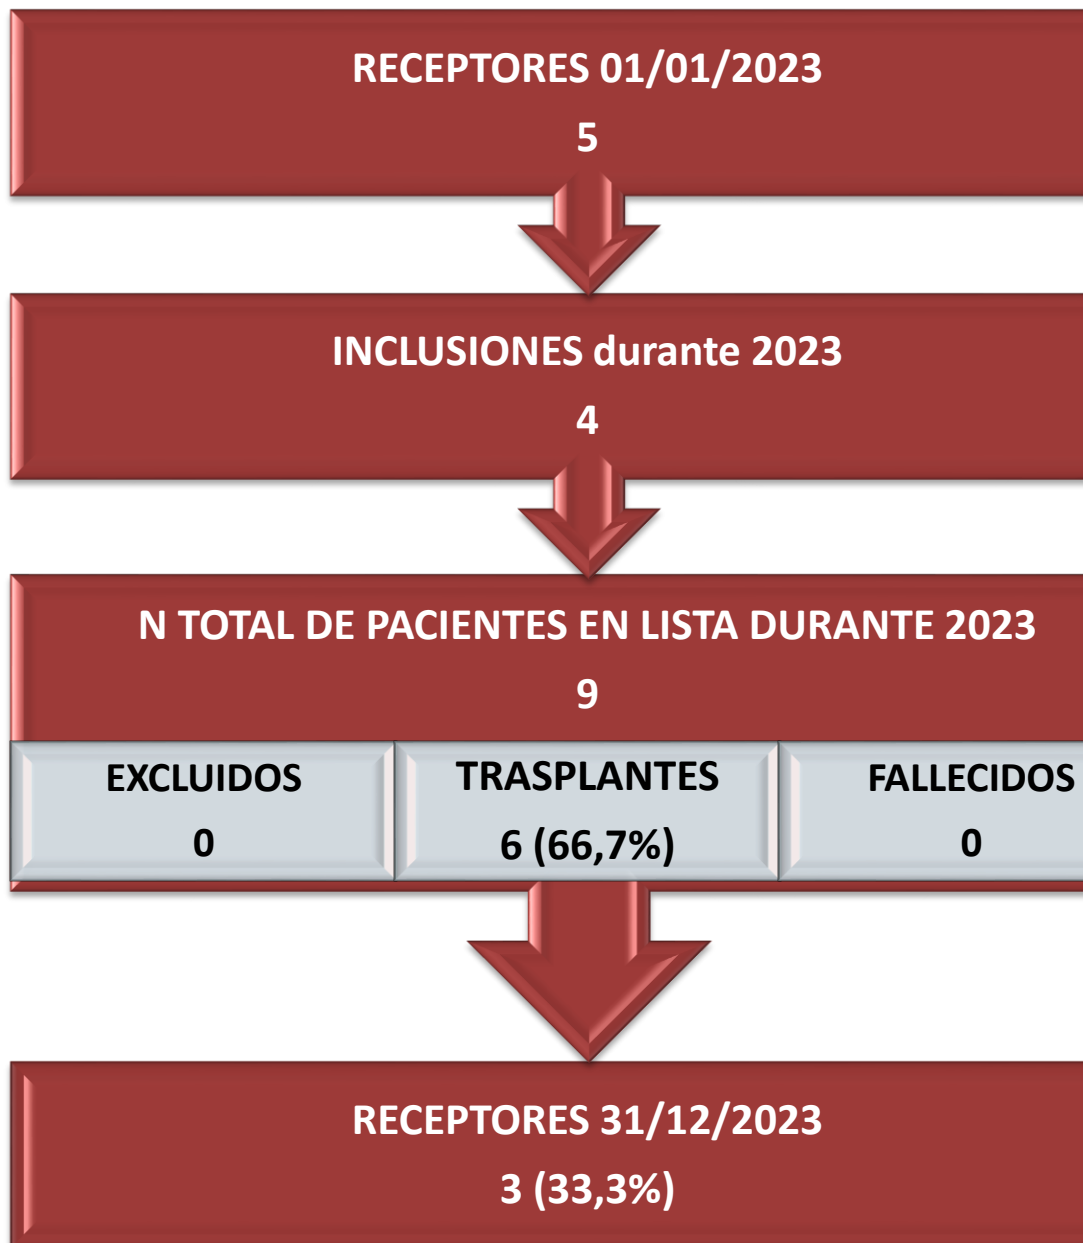 RECEPTORES 01/01/2023
5
INCLUSIONES durante 2023
4
N TOTAL DE PACIENTES EN LISTA DURANTE 2023
9
EXCLUIDOS
0
TRASPLANTES
6 (66,7%)
FALLECIDOS
0
RECEPTORES 31/12/2023
3 (33,3%)